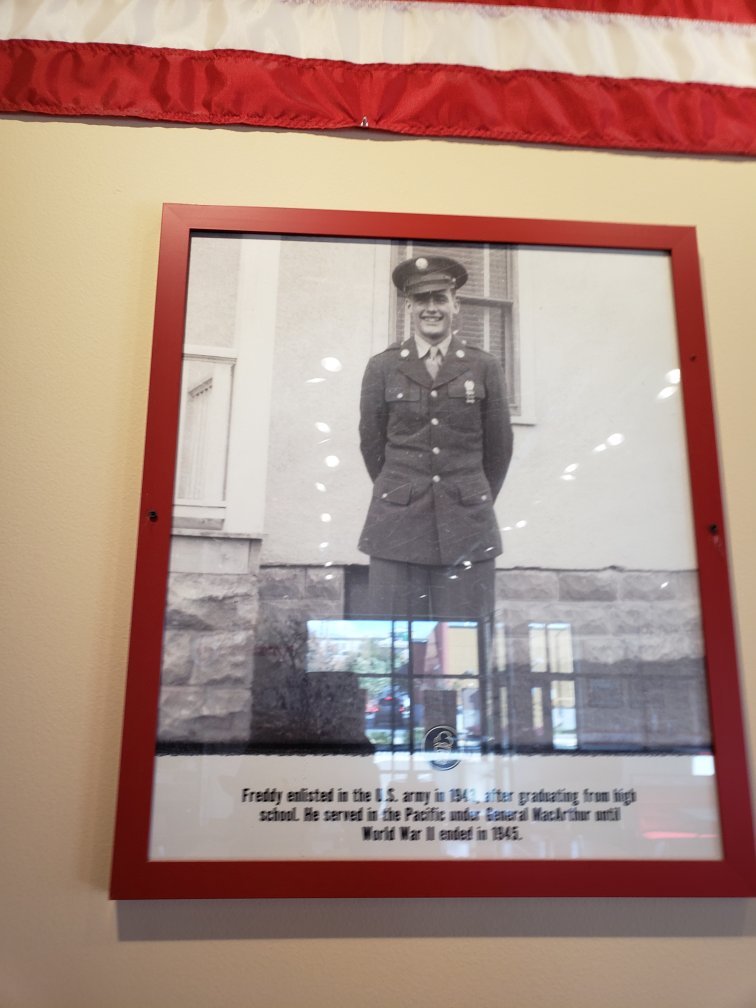 Freddy enlisted in the U.S. army in after graduating from high
school. He served in the Pacific under General MacArthur until
World War II ended in 1945.